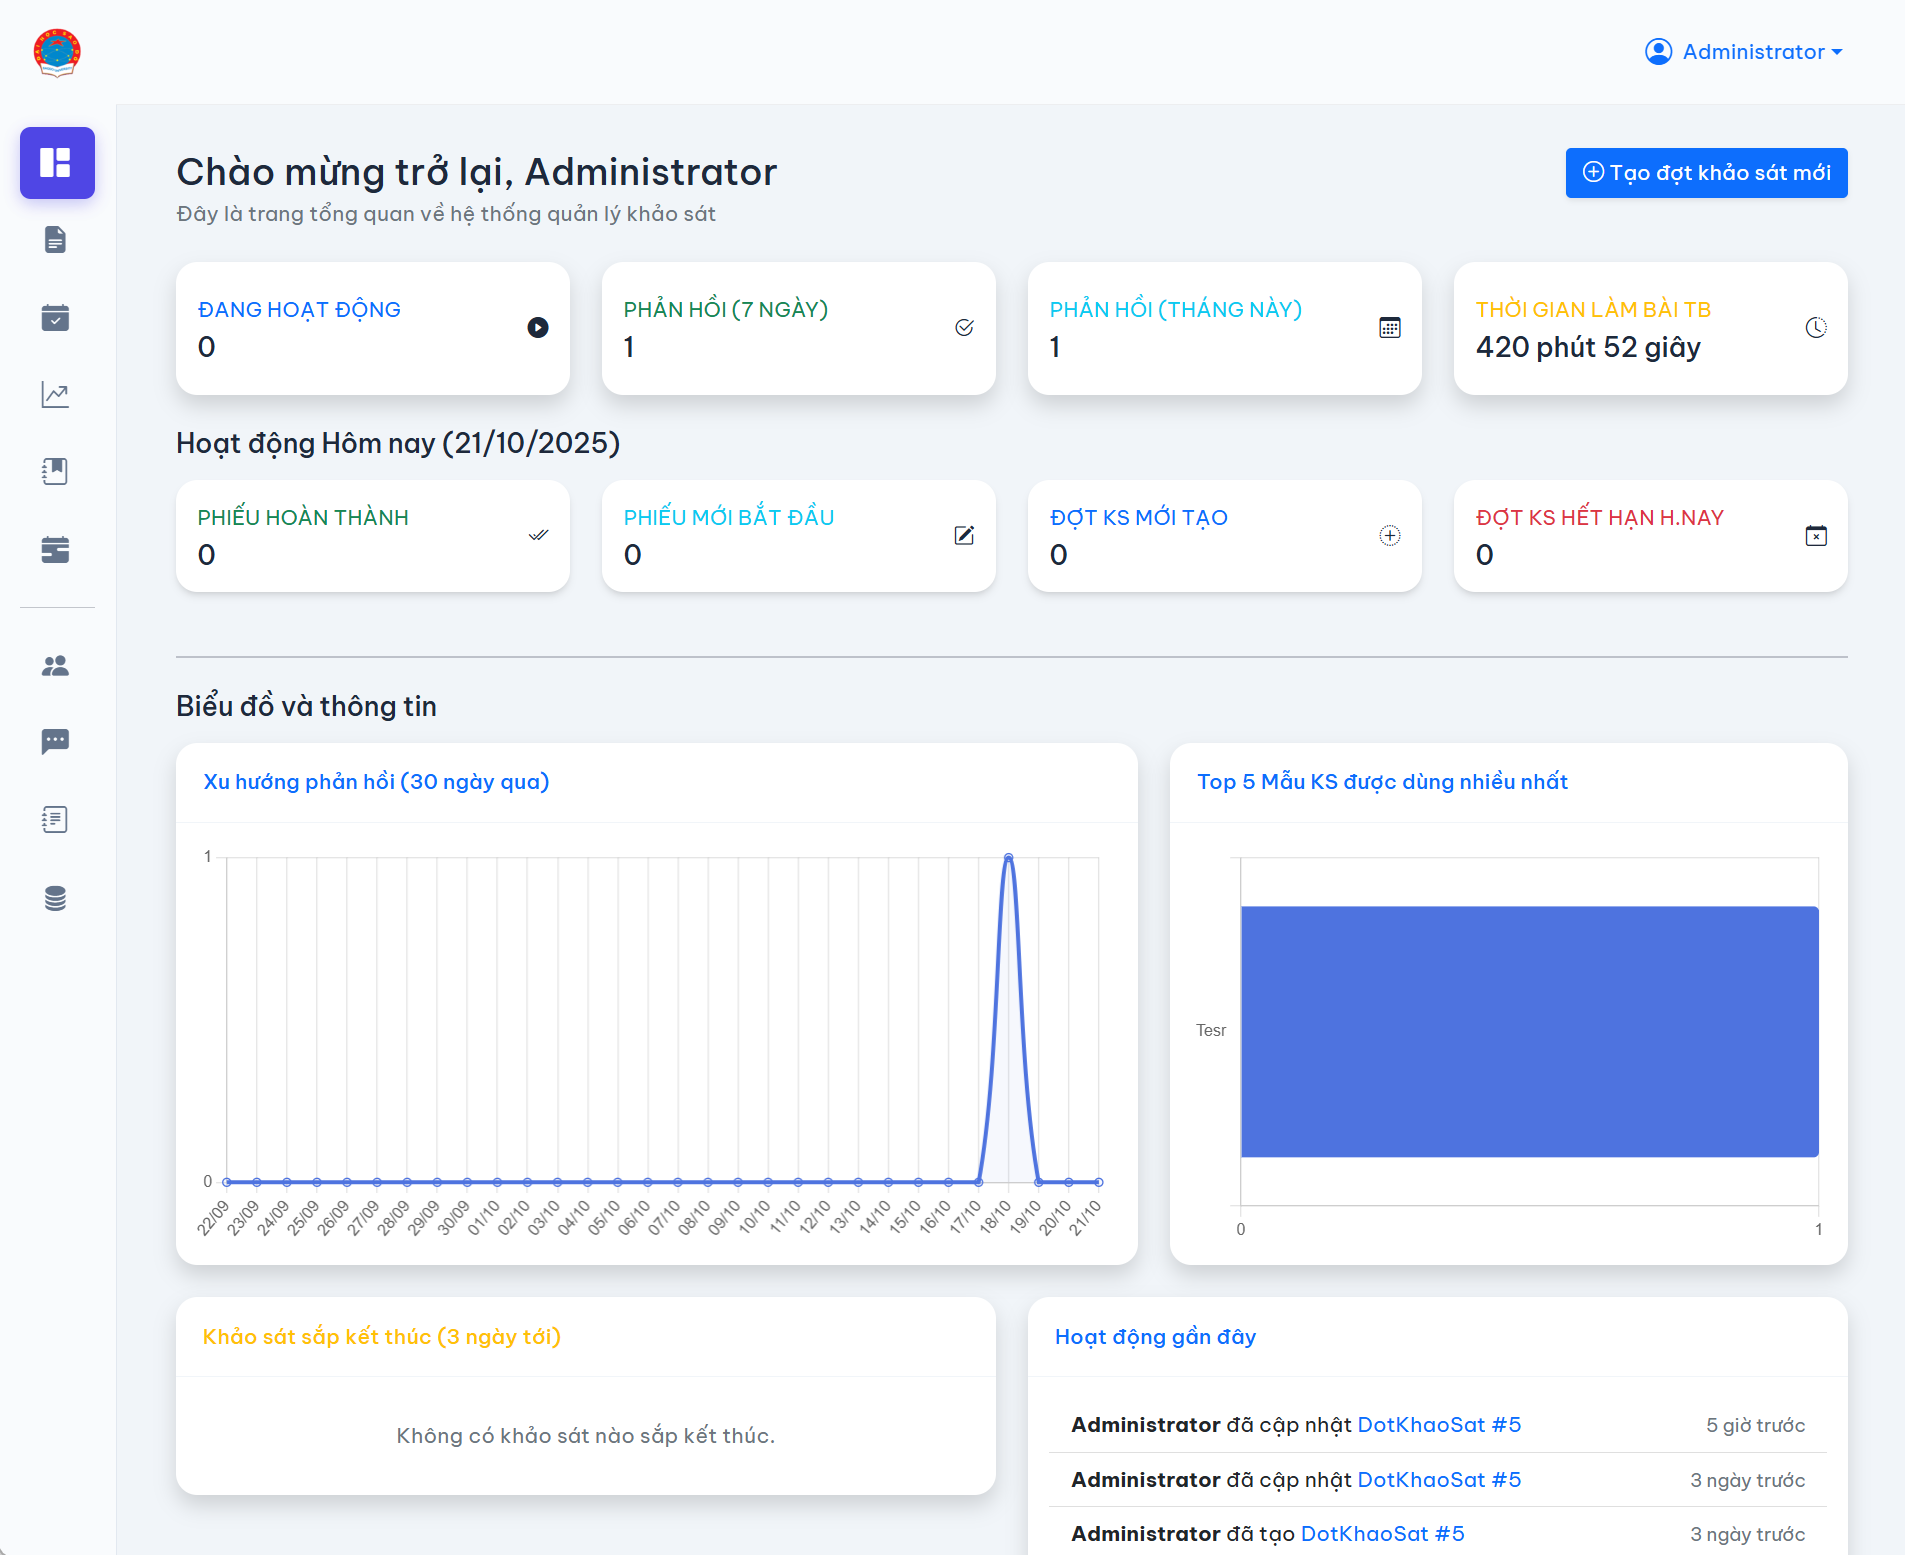 Administrator
Chào mừng trở lại, Administrator
Tạo đợt khảo sát mới
Đây là trang tổng quan về hệ thống quản lý khảo sát
ĐANG HOẠT ĐỘNG
0
PHẢN HỒI (7 NGÀY)
1
PHẢN HỒI (THÁNG NÀY)
1
THỜI GIAN LÀM BÀI TB
420 phút 52 giây
Hoạt động Hôm nay (21/10/2025)
PHIẾU HOÀN THÀNH
0
PHIẾU MỚI BẮT ĐẦU
0
ĐỢT KS MỚI TẠO
0
ĐỢT KS HẾT HẠN H.NAY
0
Biểu đồ và thông tin
Xu hướng phản hồi (30 ngày qua)
1
0
22/09 23/09 24/09 25/09 26/09 27/09 28/09 29/09 30/09 01/10 02/10 03/10 04/10 05/10 06/10 07/10 08/10 09/10 10/10 11/10 12/10 13/10 14/10 15/10 16/10 17/10 18/10 19/10 20/10 21/10
Top 5 Mẫu KS được dùng nhiều nhất
Tesr
0 1
Khảo sát sắp kết thúc (3 ngày tới)
Không có khảo sát nào sắp kết thúc.
Hoạt động gần đây
Administrator đã cập nhật DotKhaoSat #5 5 giờ trước
Administrator đã cập nhật DotKhaoSat #5 3 ngày trước
Administrator đã tạo DotKhaoSat #5 3 ngày trước